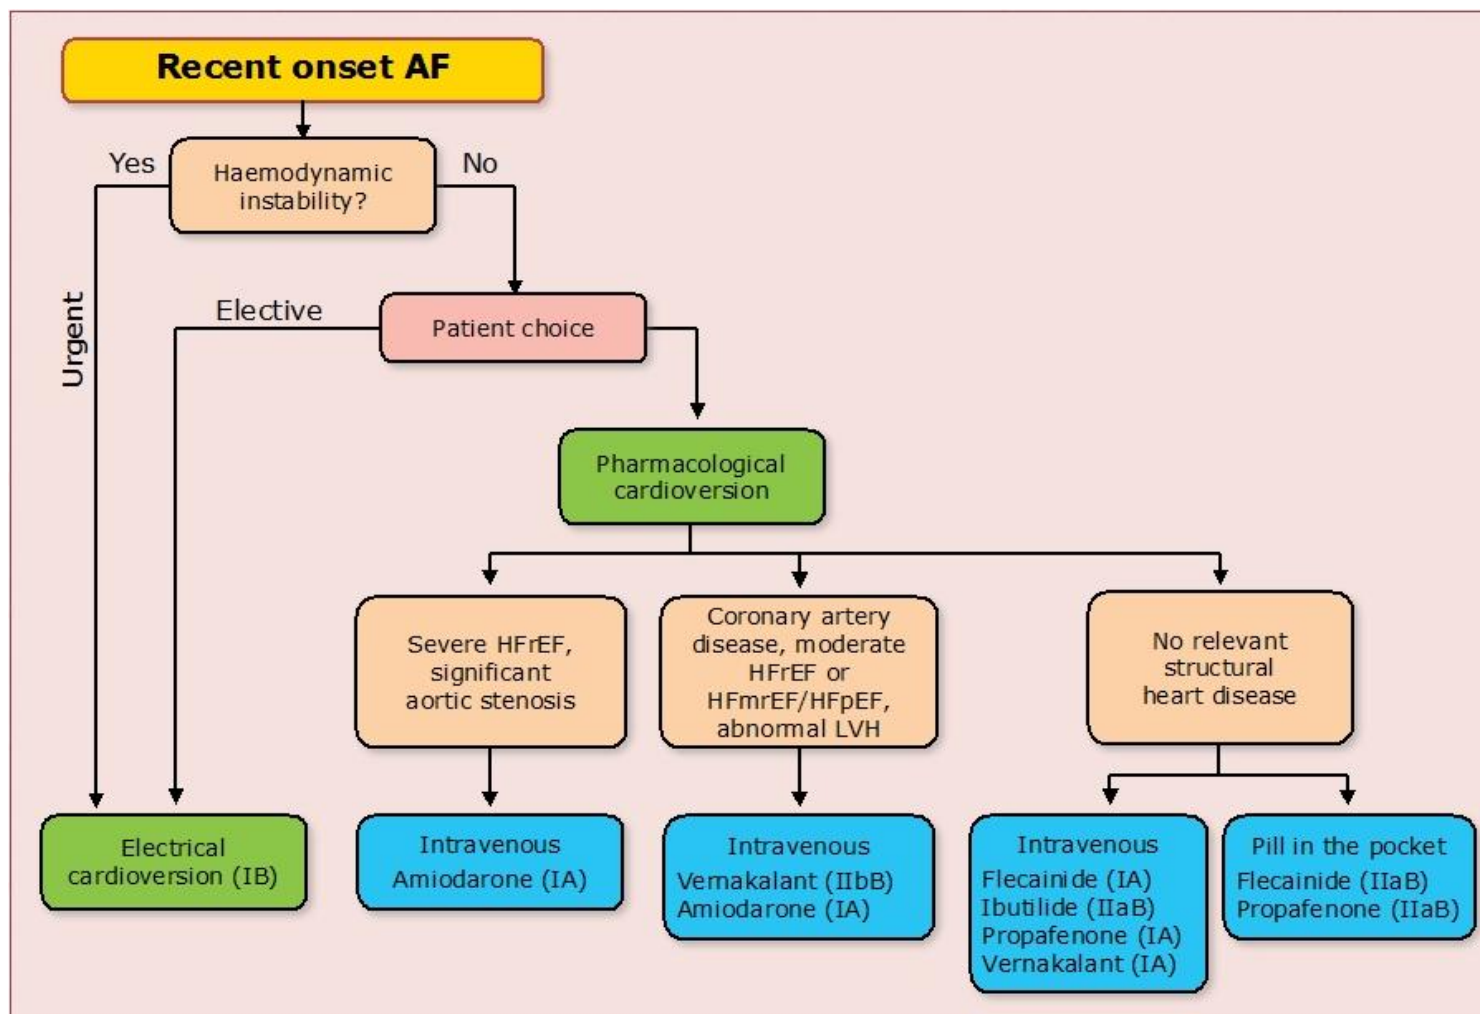 Recent onset AF
Yes
No
Haemodynamic
instability?
Urgent
Elective
Patient choice
Pharmacological
cardioversion
Severe HFrEF,
significant
aortic stenosis
Coronary artery
disease, moderate
HFrEF or
HFmrEF/HFpEF,
abnormal LVH
No relevant
structural
heart disease
Electrical
cardioversion (IB)
Intravenous
Amiodarone (IA)
Intravenous
Vernakalant (IIbB)
Amiodarone (IA)
Intravenous
Flecainide (IA)
Ibutilide (IIaB)
Propafenone (IA)
Vernakalant (IA)
Pill in the pocket
Flecainide (IIaB)
Propafenone (IIaB)